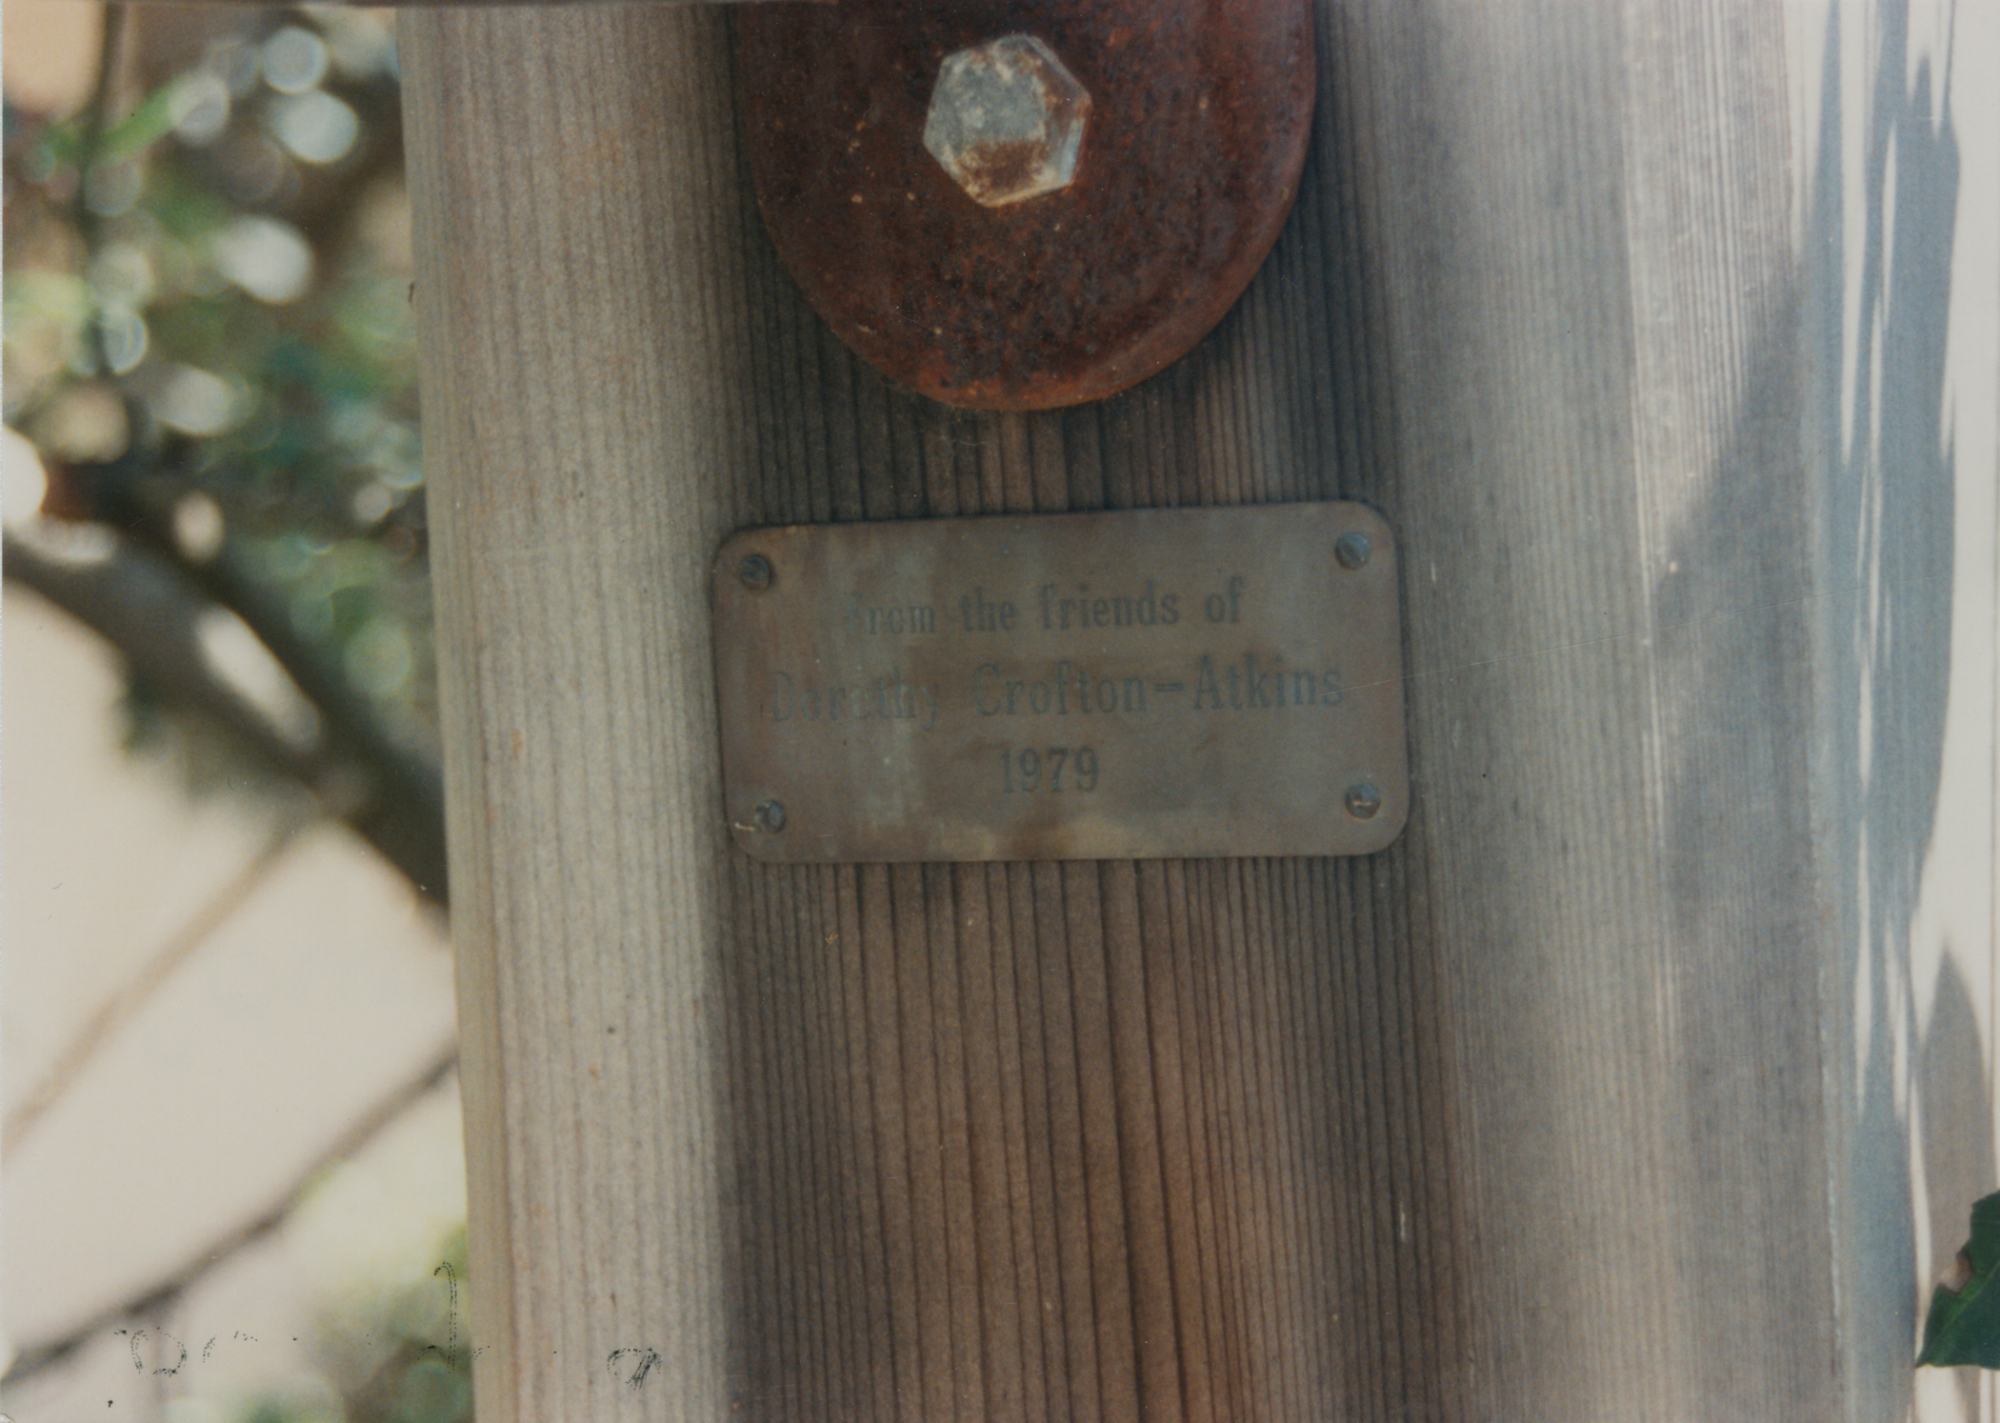 from the friends of
Dorothy Crofton-Atkins
1979